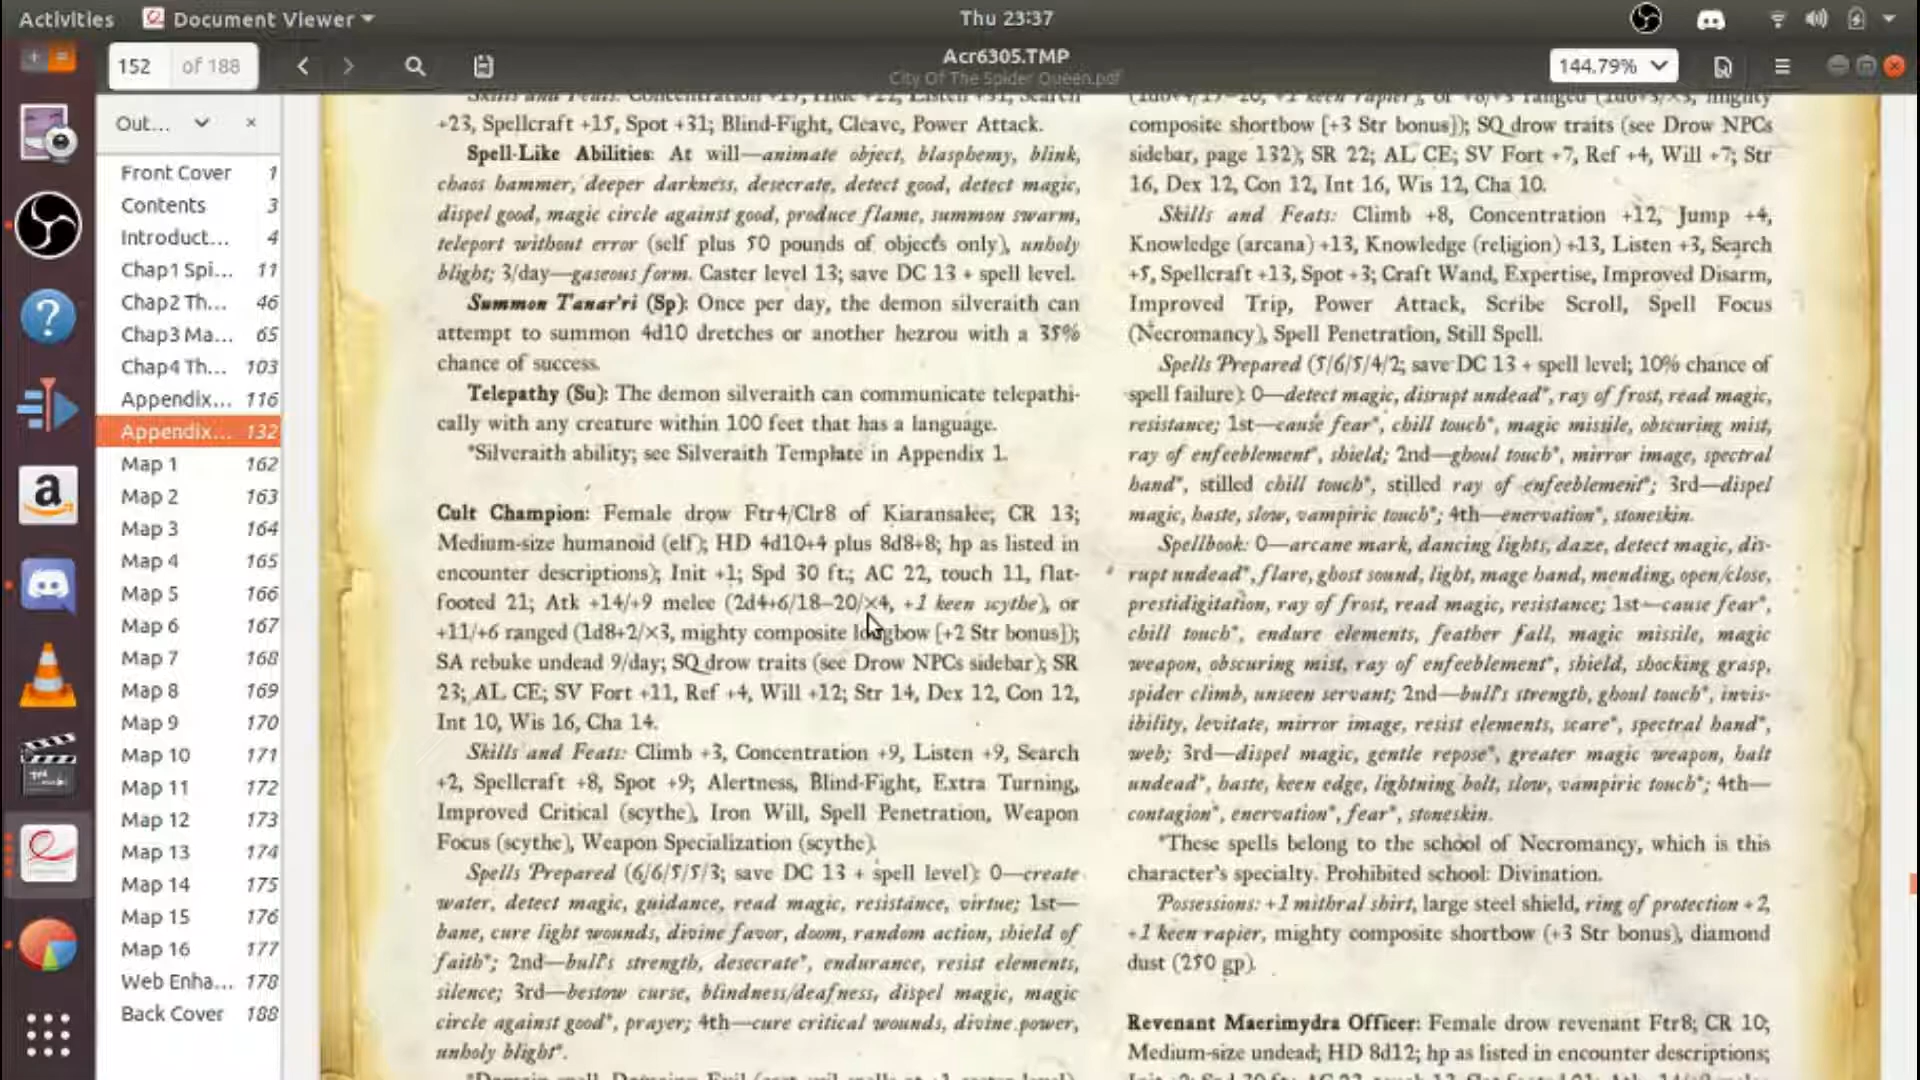 Activities
Document Viewer
Thu 23:37
152
of 188
Acr6305.TMP
City Of The Spider Queen.pdf
144.79%
Out...
Front Cover 1
Contents 3
Introduct... 4
Chap1 Spi... 11
Chap2 Th... 46
Chap3 Ma... 65
Chap4 Th... 103
Appendix... 116
Appendix... 132
Map 1 162
Map 2 163
Map 3 164
Map 4 165
Map 5 166
Map 6 167
Map 7 168
Map 8 169
Map 9 170
Map 10 171
Map 11 172
Map 12 173
Map 13 174
Map 14 175
Map 15 176
Map 16 177
Web Enha... 178
Back Cover 188
+23, Spellcraft +15, Spot +31; Blind-Fight, Cleave, Power Attack.
Spell-Like Abilities: At will—animate object, blasphemy, blink,
chaos hammer, deeper darkness, desecrate, detect good, detect magic,
dispel good, magic circle against good, produce flame, summon swarm,
teleport without error (self plus 50 pounds of objects only), unholy
blight; 3/day—gaseous form. Caster level 13; save DC 13 + spell level.
Summon Tanar'ri (Sp): Once per day, the demon silveraith can
attempt to summon 4d10 dretches or another hezrou with a 35%
chance of success.
Telepathy (Su): The demon silveraith can communicate telepathi-
cally with any creature within 100 feet that has a language.
*Silveraith ability; see Silveraith Template in Appendix 1.
Cult Champion: Female drow Ftr4/Clr8 of Kiaransalee; CR 13;
Medium-size humanoid (elf); HD 4d10+4 plus 8d8+8; hp as listed in
encounter descriptions); Init +1; Spd 30 ft.; AC 22, touch 11, flat-
footed 21; Atk +14/+9 melee (2d4+6/18–20/×4, +1 keen scythe), or
+11/+6 ranged (1d8+2/×3, mighty composite longbow [+2 Str bonus]);
SA rebuke undead 9/day; SQ drow traits (see Drow NPCs sidebar); SR
23; AL CE; SV Fort +11, Ref +4, Will +12; Str 14, Dex 12, Con 12,
Int 10, Wis 16, Cha 14.
Skills and Feats: Climb +3, Concentration +9, Listen +9, Search
+2, Spellcraft +8, Spot +9; Alertness, Blind-Fight, Extra Turning,
Improved Critical (scythe), Iron Will, Spell Penetration, Weapon
Focus (scythe), Weapon Specialization (scythe).
Spells Prepared (6/6/5/5/3; save DC 13 + spell level): 0—create
water, detect magic, guidance, read magic, resistance, virtue; 1st—
bane, cure light wounds, divine favor, doom, random action, shield of
faith*; 2nd—bull's strength, desecrate*, endurance, resist elements,
silence; 3rd—bestow curse, blindness/deafness, dispel magic, magic
circle against good*, prayer; 4th—cure critical wounds, divine power,
unholy blight*.
composite shortbow [+3 Str bonus]); SQ drow traits (see Drow NPCs
sidebar, page 132); SR 22; AL CE; SV Fort +7, Ref +4, Will +7; Str
16, Dex 12, Con 12, Int 16, Wis 12, Cha 10.
Skills and Feats: Climb +8, Concentration +12, Jump +4,
Knowledge (arcana) +13, Knowledge (religion) +13, Listen +3, Search
+5, Spellcraft +13, Spot +3; Craft Wand, Expertise, Improved Disarm,
Improved Trip, Power Attack, Scribe Scroll, Spell Focus
(Necromancy), Spell Penetration, Still Spell.
Spells Prepared (5/6/5/4/2; save DC 13 + spell level; 10% chance of
spell failure): 0—detect magic, disrupt undead*, ray of frost, read magic,
resistance; 1st—cause fear*, chill touch*, magic missile, obscuring mist,
ray of enfeeblement*, shield; 2nd—ghoul touch*, mirror image, spectral
hand*, stilled chill touch*, stilled ray of enfeeblement*; 3rd—dispel
magic, haste, slow, vampiric touch*; 4th—enervation*, stoneskin.
Spellbook: 0—arcane mark, dancing lights, daze, detect magic, dis-
rupt undead*, flare, ghost sound, light, mage hand, mending, open/close,
prestidigitation, ray of frost, read magic, resistance; 1st—cause fear*,
chill touch*, endure elements, feather fall, magic missile, magic
weapon, obscuring mist, ray of enfeeblement*, shield, shocking grasp,
spider climb, unseen servant; 2nd—bull's strength, ghoul touch*, invis-
ibility, levitate, mirror image, resist elements, scare*, spectral hand*,
web; 3rd—dispel magic, gentle repose*, greater magic weapon, halt
undead*, haste, keen edge, lightning bolt, slow, vampiric touch*; 4th—
contagion*, enervation*, fear*, stoneskin.
*These spells belong to the school of Necromancy, which is this
character's specialty. Prohibited school: Divination.
Possessions: +1 mithral shirt, large steel shield, ring of protection +2,
+1 keen rapier, mighty composite shortbow (+3 Str bonus), diamond
dust (250 gp).
Revenant Maerimydra Officer: Female drow revenant Ftr8; CR 10;
Medium-size undead; HD 8d12; hp as listed in encounter descriptions;